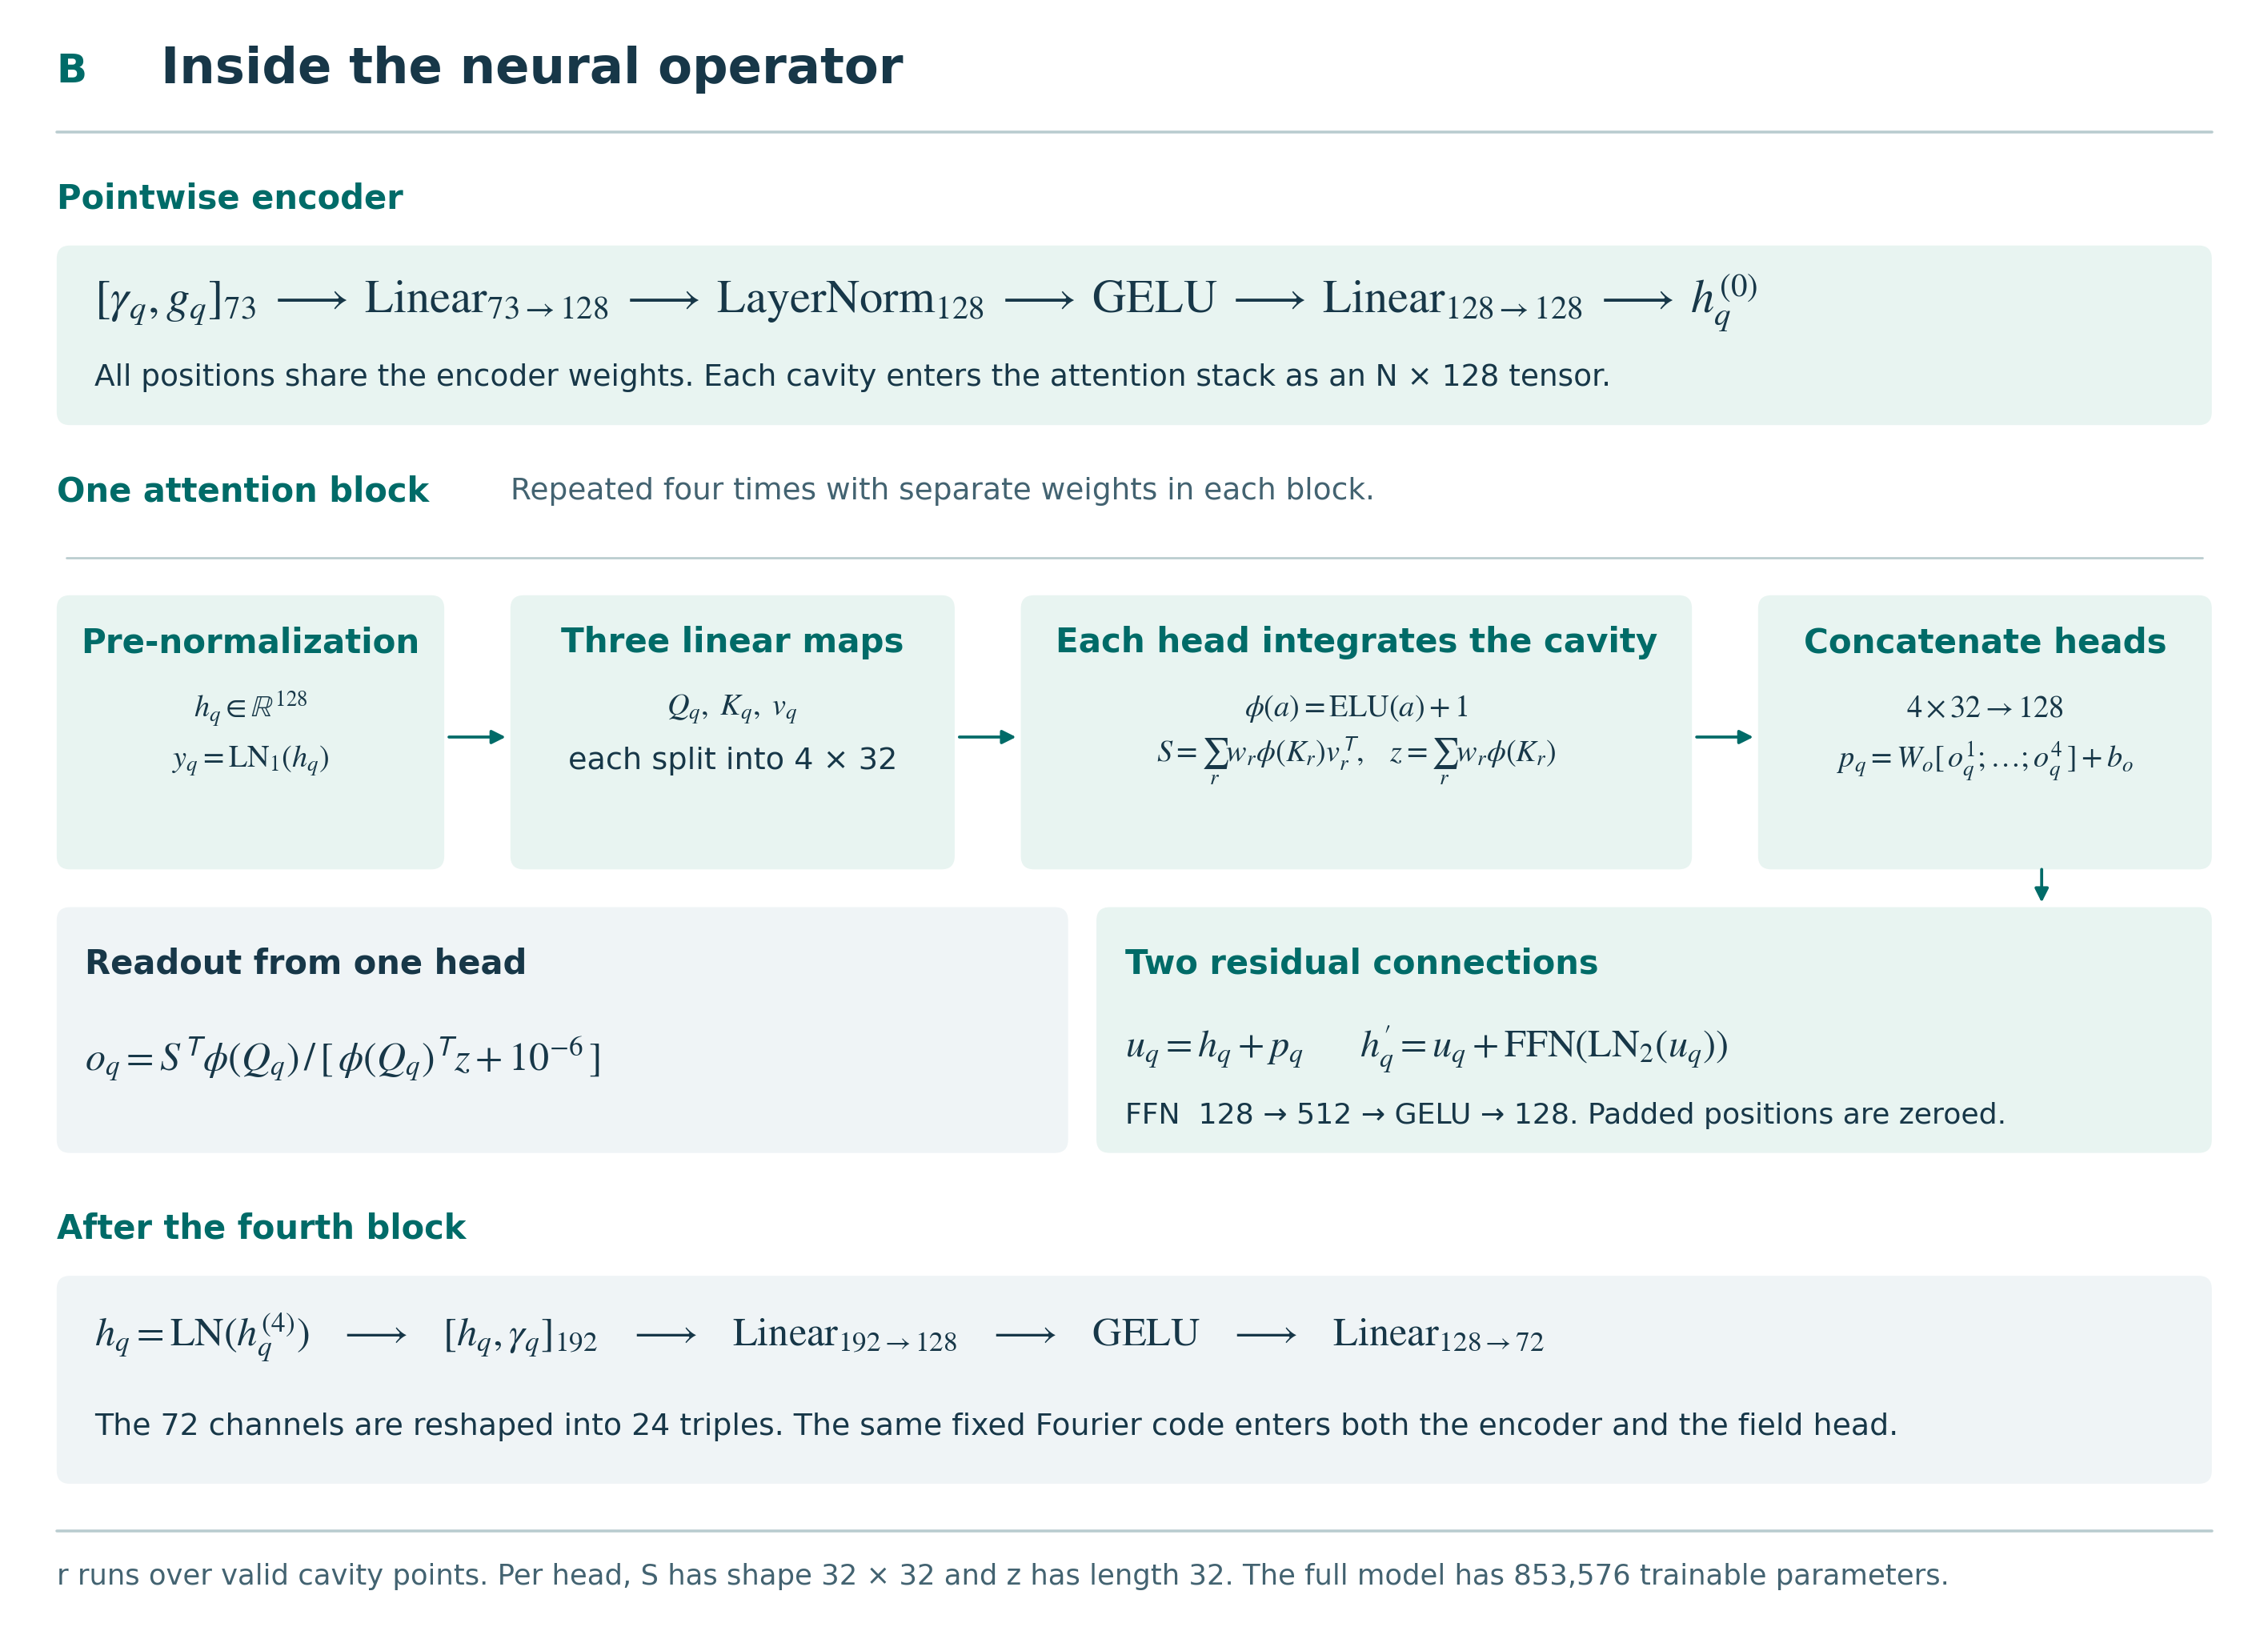 B Inside the neural operator
Pointwise encoder
[γ_q, g_q]_73 ⟶ Linear_{73→128} ⟶ LayerNorm_128 ⟶ GELU ⟶ Linear_{128→128} ⟶ h_q^{(0)}
All positions share the encoder weights. Each cavity enters the attention stack as an N × 128 tensor.
One attention block Repeated four times with separate weights in each block.
Pre-normalization
h_q ∈ ℝ^128
y_q = LN_1(h_q)
Three linear maps
Q_q, K_q, v_q
each split into 4 × 32
Each head integrates the cavity
ϕ(a) = ELU(a) + 1
S = ∑_r w_r ϕ(K_r) v_r^T, z = ∑_r w_r ϕ(K_r)
Concatenate heads
4 × 32 → 128
p_q = W_o[o_q^1; …; o_q^4] + b_o
Readout from one head
o_q = S^T ϕ(Q_q) / [ϕ(Q_q)^T z + 10^{−6}]
Two residual connections
u_q = h_q + p_q h_q′ = u_q + FFN(LN_2(u_q))
FFN 128 → 512 → GELU → 128. Padded positions are zeroed.
After the fourth block
h_q = LN(h_q^{(4)}) ⟶ [h_q, γ_q]_192 ⟶ Linear_{192→128} ⟶ GELU ⟶ Linear_{128→72}
The 72 channels are reshaped into 24 triples. The same fixed Fourier code enters both the encoder and the field head.
r runs over valid cavity points. Per head, S has shape 32 × 32 and z has length 32. The full model has 853,576 trainable parameters.